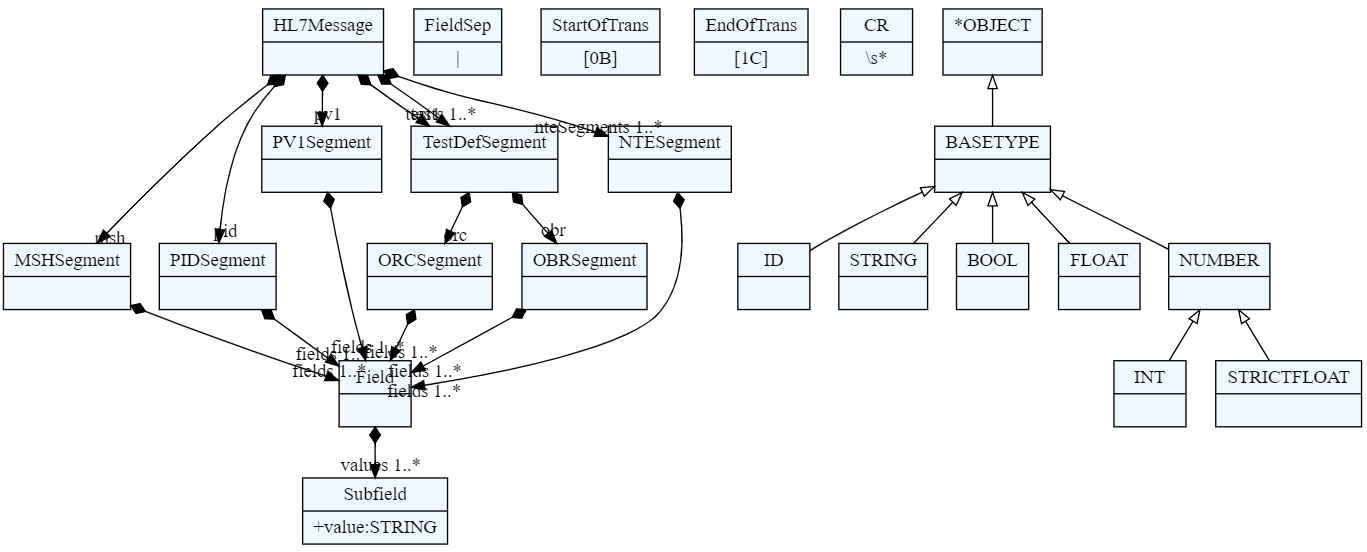 HL7Message
FieldSep
StartOfTrans
EndOfTrans
CR
*OBJECT
|
[0B]
[1C]
\s*
pv1
tests 1..*
nteSegments 1..*
PV1Segment
TestDefSegment
NTESegment
BASETYPE
msh
pid
orc
obr
MSHSegment
PIDSegment
ORCSegment
OBRSegment
ID
STRING
BOOL
FLOAT
NUMBER
fields 1..*
fields 1..*
fields 1..*
fields 1..*
fields 1..*
fields 1..*
Field
INT
STRICTFLOAT
values 1..*
Subfield
+value:STRING